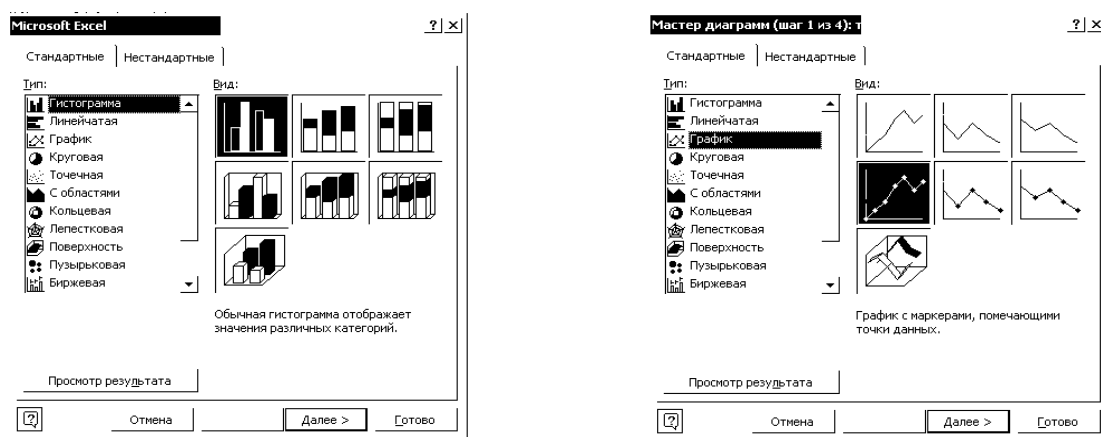 Microsoft Excel
Стандартные Нестандартные
Тип: Вид:
Гистограмма
Линейчатая
График
Круговая
Точечная
С областями
Кольцевая
Лепестковая
Поверхность
Пузырьковая
Биржевая
Обычная гистограмма отображает
значения различных категорий.
Просмотр результата
Отмена Далее > Готово
Мастер диаграмм (шаг 1 из 4): т
Стандартные Нестандартные
Тип: Вид:
Гистограмма
Линейчатая
График
Круговая
Точечная
С областями
Кольцевая
Лепестковая
Поверхность
Пузырьковая
Биржевая
График с маркерами, помечающими
точки данных.
Просмотр результата
Отмена Далее > Готово